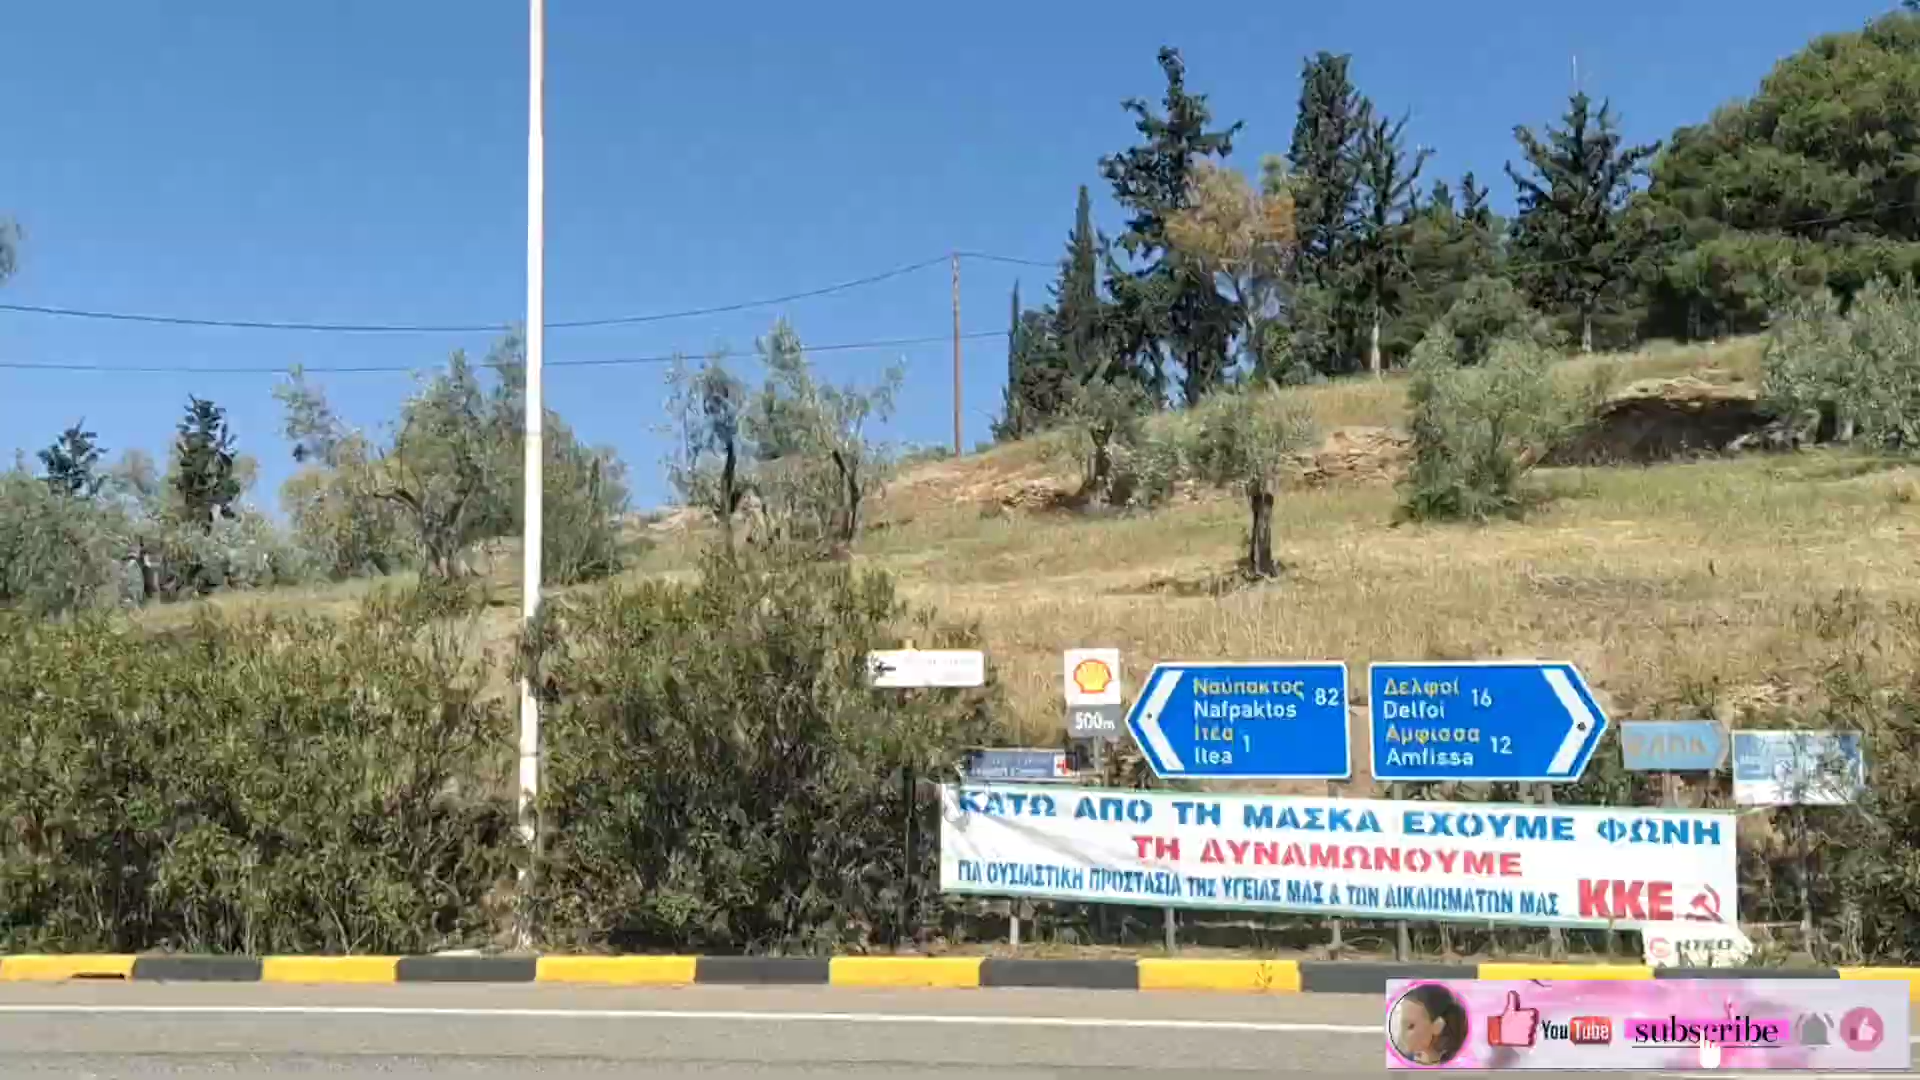 500m
Ναύπακτος 82
Nafpaktos
Ιτέα 1
Itea
Δελφοί 16
Delfoi
Άμφισσα 12
Amfissa
ΚΑΤΩ ΑΠΟ ΤΗ ΜΑΣΚΑ ΕΧΟΥΜΕ ΦΩΝΗ
ΤΗ ΔΥΝΑΜΩΝΟΥΜΕ
ΓΙΑ ΟΥΣΙΑΣΤΙΚΗ ΠΡΟΣΤΑΣΙΑ ΤΗΣ ΥΓΕΙΑΣ ΜΑΣ & ΤΩΝ ΔΙΚΑΙΩΜΑΤΩΝ ΜΑΣ
ΚΚΕ
YouTube
subscribe